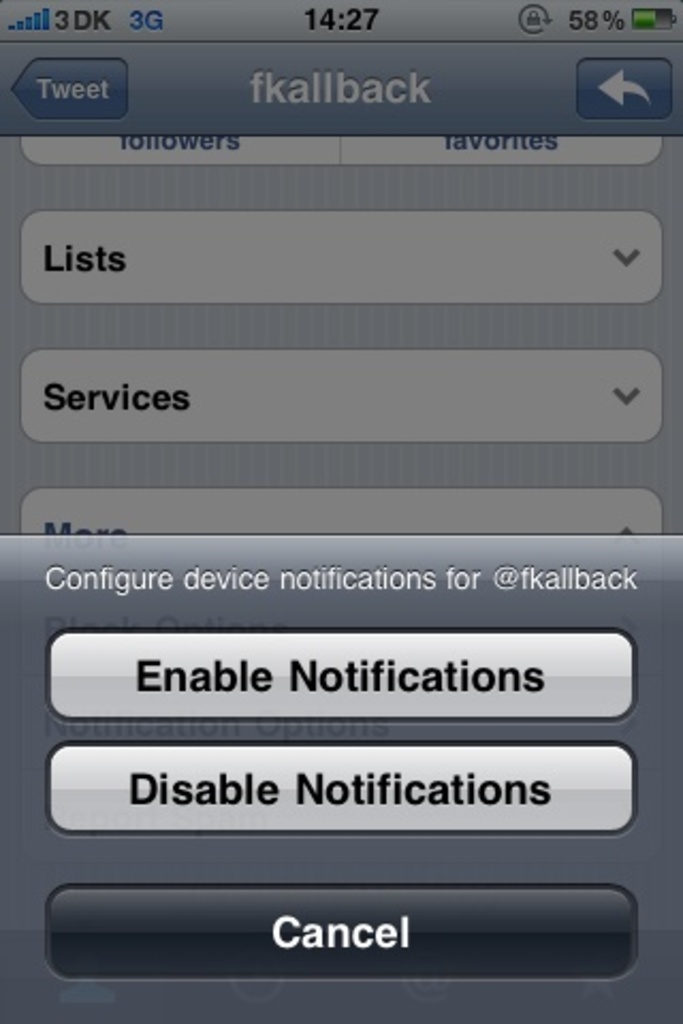 3 DK 3G 14:27 58%
Tweet fkallback
followers favorites
Lists
Services
More
Configure device notifications for @fkallback
Block Options
Enable Notifications
Notification Options
Disable Notifications
Report Spam
Cancel